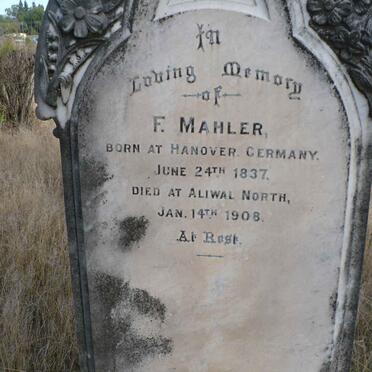 In
Loving Memory
of
F. MAHLER,
BORN AT HANOVER, GERMANY.
JUNE 24TH 1837.
DIED AT ALIWAL NORTH,
JAN. 14TH 1908.
At Rest.